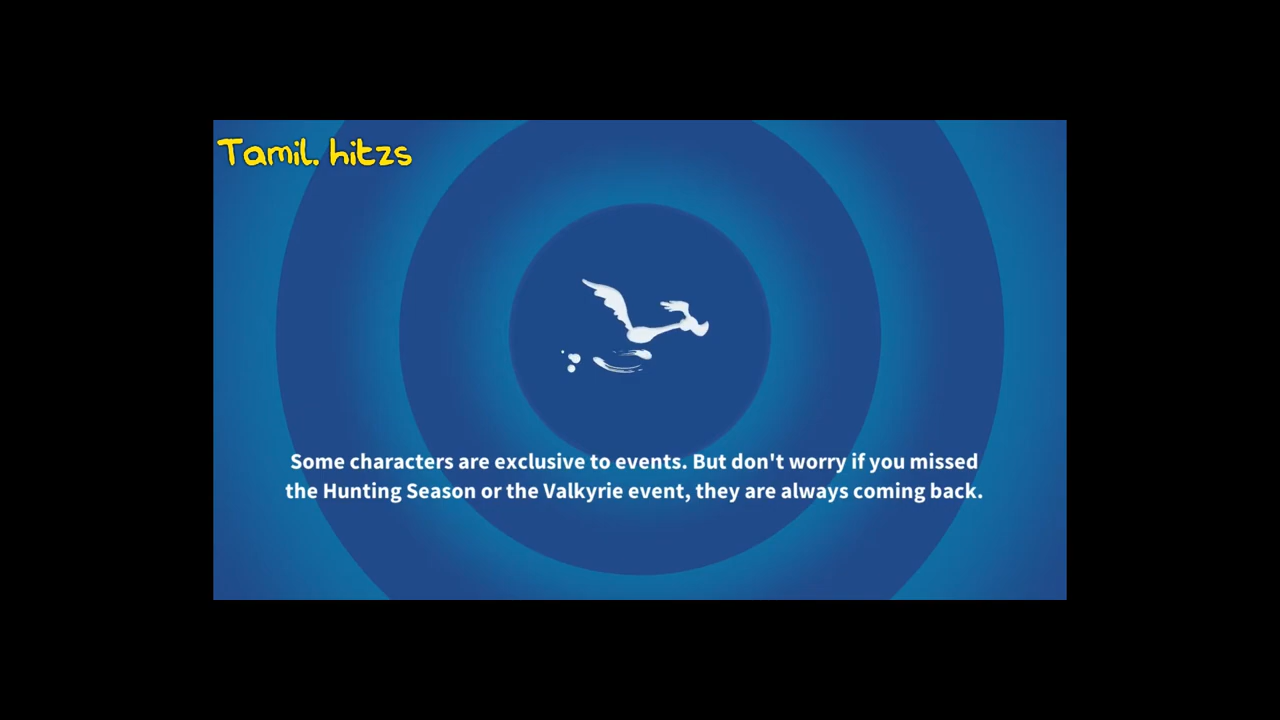 Tamil. hitzs
Some characters are exclusive to events. But don't worry if you missed
the Hunting Season or the Valkyrie event, they are always coming back.